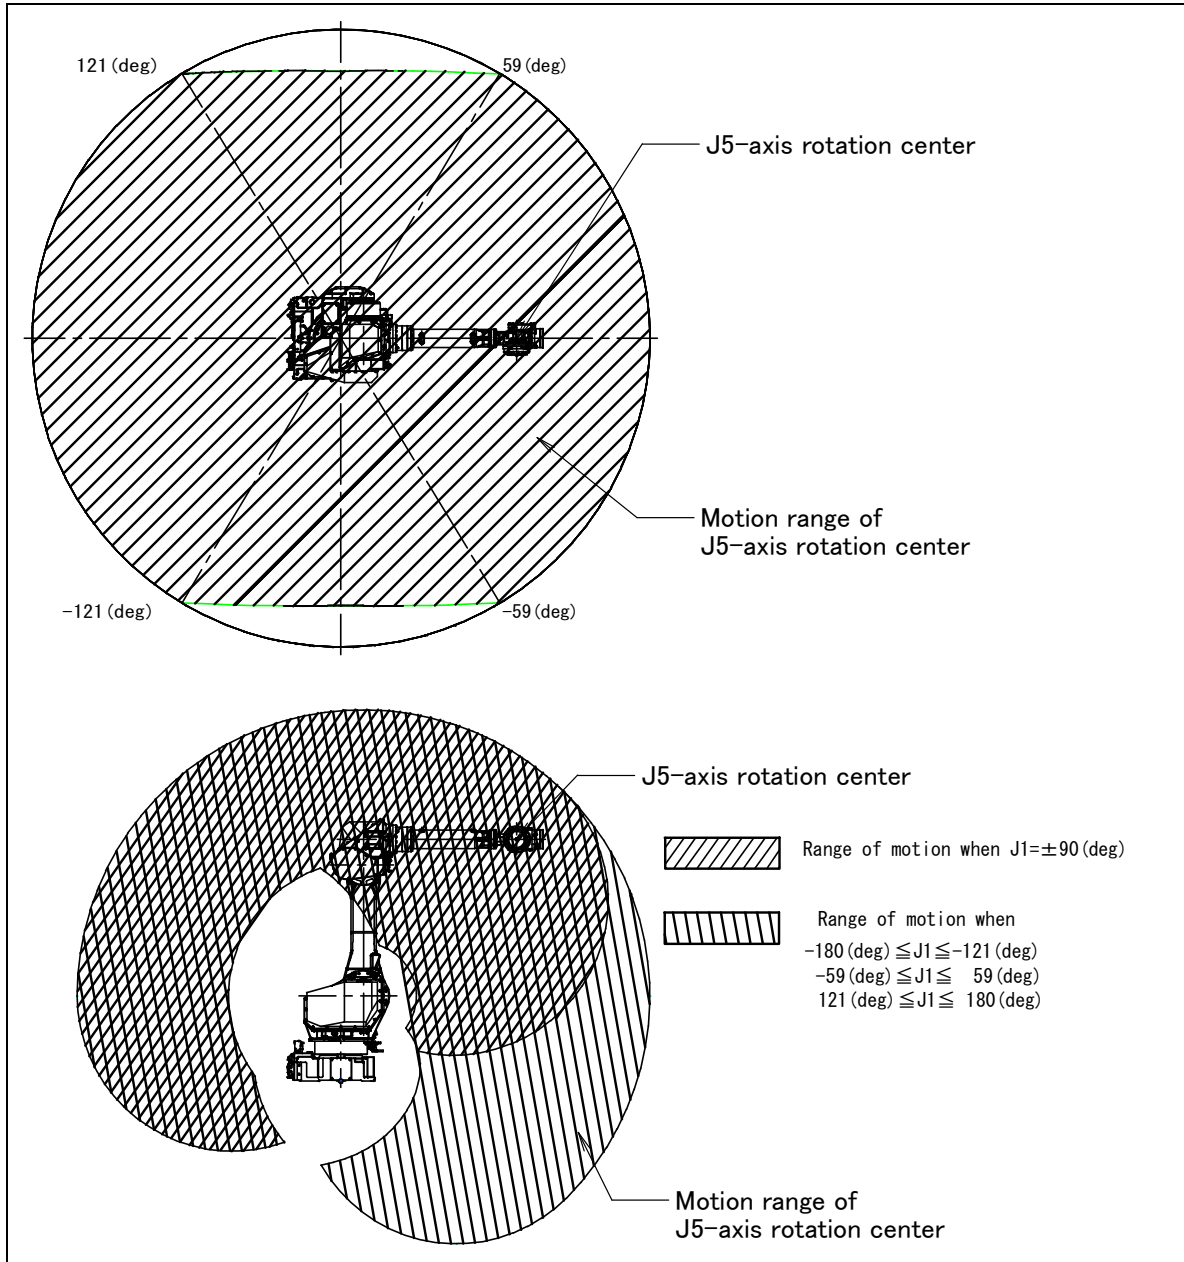 121(deg)
59(deg)
J5-axis rotation center
Motion range of
J5-axis rotation center
-121(deg)
-59(deg)
J5-axis rotation center
Range of motion when J1=±90(deg)
Range of motion when
-180(deg)≦J1≦-121(deg)
-59(deg)≦J1≦ 59(deg)
121(deg)≦J1≦ 180(deg)
Motion range of
J5-axis rotation center